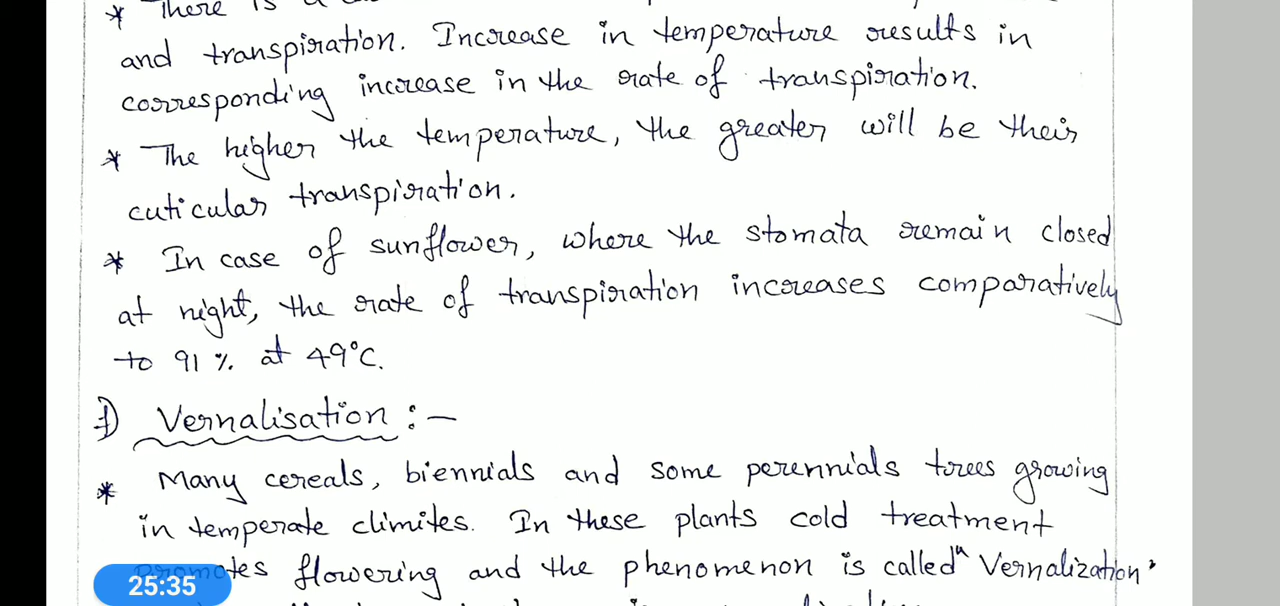 * There is a
and transpiration. Increase in temperature results in
corresponding increase in the rate of transpiration.
* The higher the temperature, the greater will be their
cuticular transpiration.
* In case of sunflower, where the stomata remain closed
at night, the rate of transpiration increases comparatively
to 91 % at 49°C.
f) Vernalisation :-
* Many cereals, biennials and some perennials trees growing
in temperate climites. In these plants cold treatment
promotes flowering and the phenomenon is called "Vernalization"
25:35